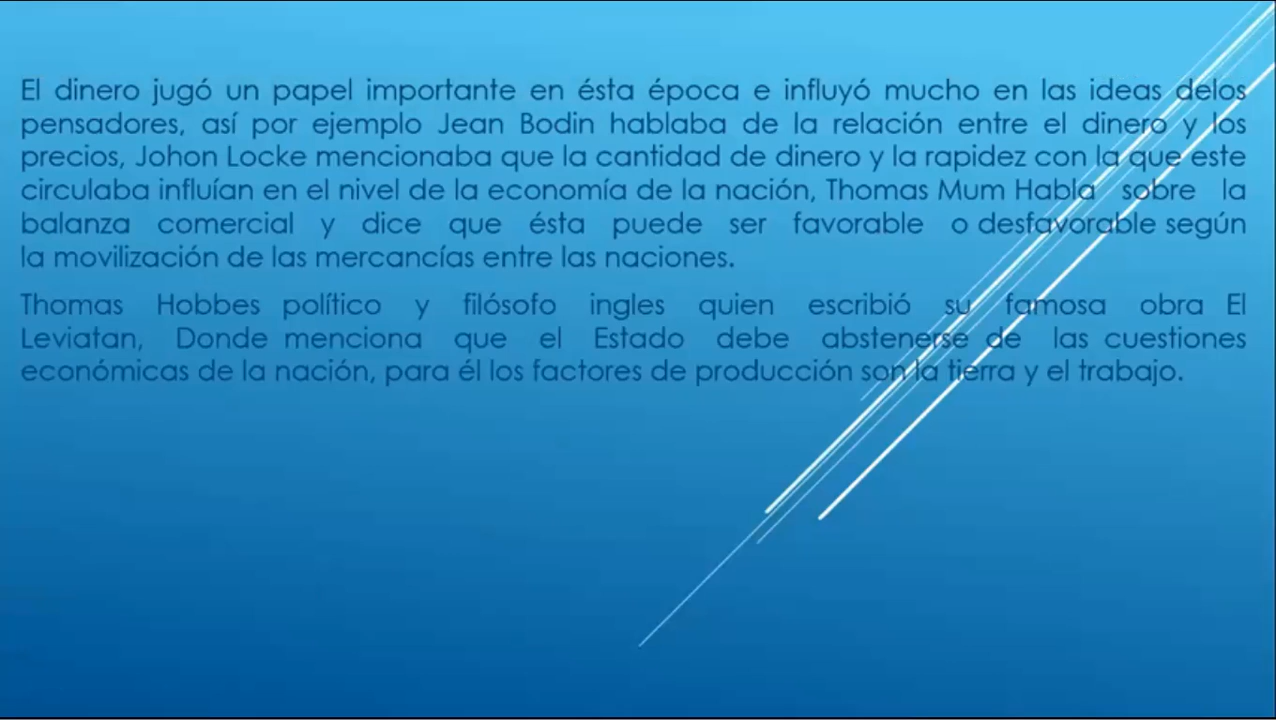 El dinero jugó un papel importante en ésta época e influyó mucho en las ideas delos
pensadores, así por ejemplo Jean Bodin hablaba de la relación entre el dinero y los
precios, Johon Locke mencionaba que la cantidad de dinero y la rapidez con la que este
circulaba influían en el nivel de la economía de la nación, Thomas Mum Habla sobre la
balanza comercial y dice que ésta puede ser favorable o desfavorable según
la movilización de las mercancías entre las naciones.
Thomas Hobbes político y filósofo ingles quien escribió su famosa obra El
Leviatan, Donde menciona que el Estado debe abstenerse de las cuestiones
económicas de la nación, para él los factores de producción son la tierra y el trabajo.